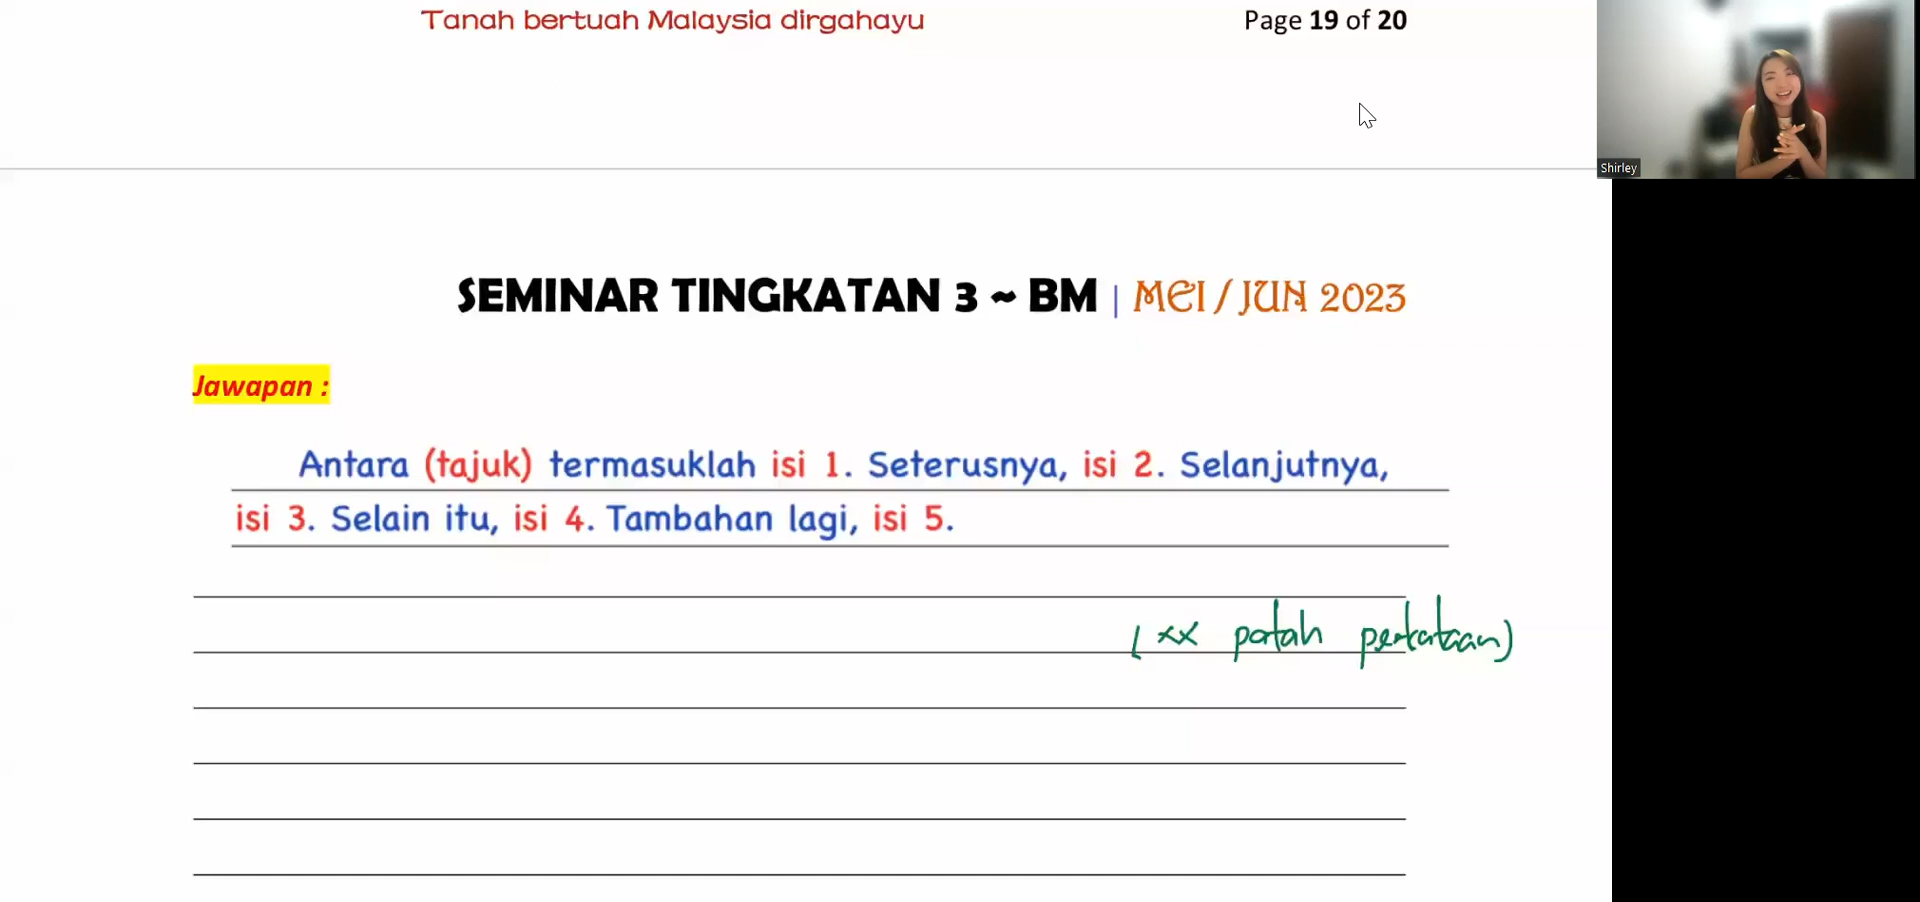 Tanah bertuah Malaysia dirgahayu Page 19 of 20
Shirley
SEMINAR TINGKATAN 3 ~ BM | MEI / JUN 2023
Jawapan :
Antara (tajuk) termasuklah isi 1. Seterusnya, isi 2. Selanjutnya,
isi 3. Selain itu, isi 4. Tambahan lagi, isi 5.
(xx patah perkataan)